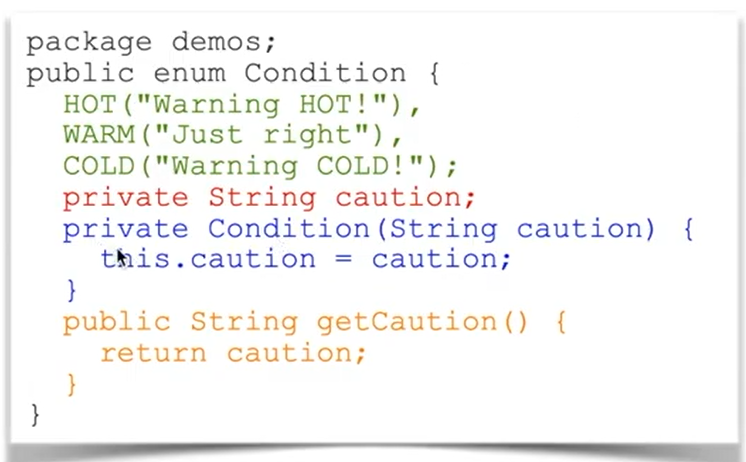 package demos;
public enum Condition {
  HOT("Warning HOT!"),
  WARM("Just right"),
  COLD("Warning COLD!");
  private String caution;
  private Condition(String caution) {
    this.caution = caution;
  }
  public String getCaution() {
    return caution;
  }
}